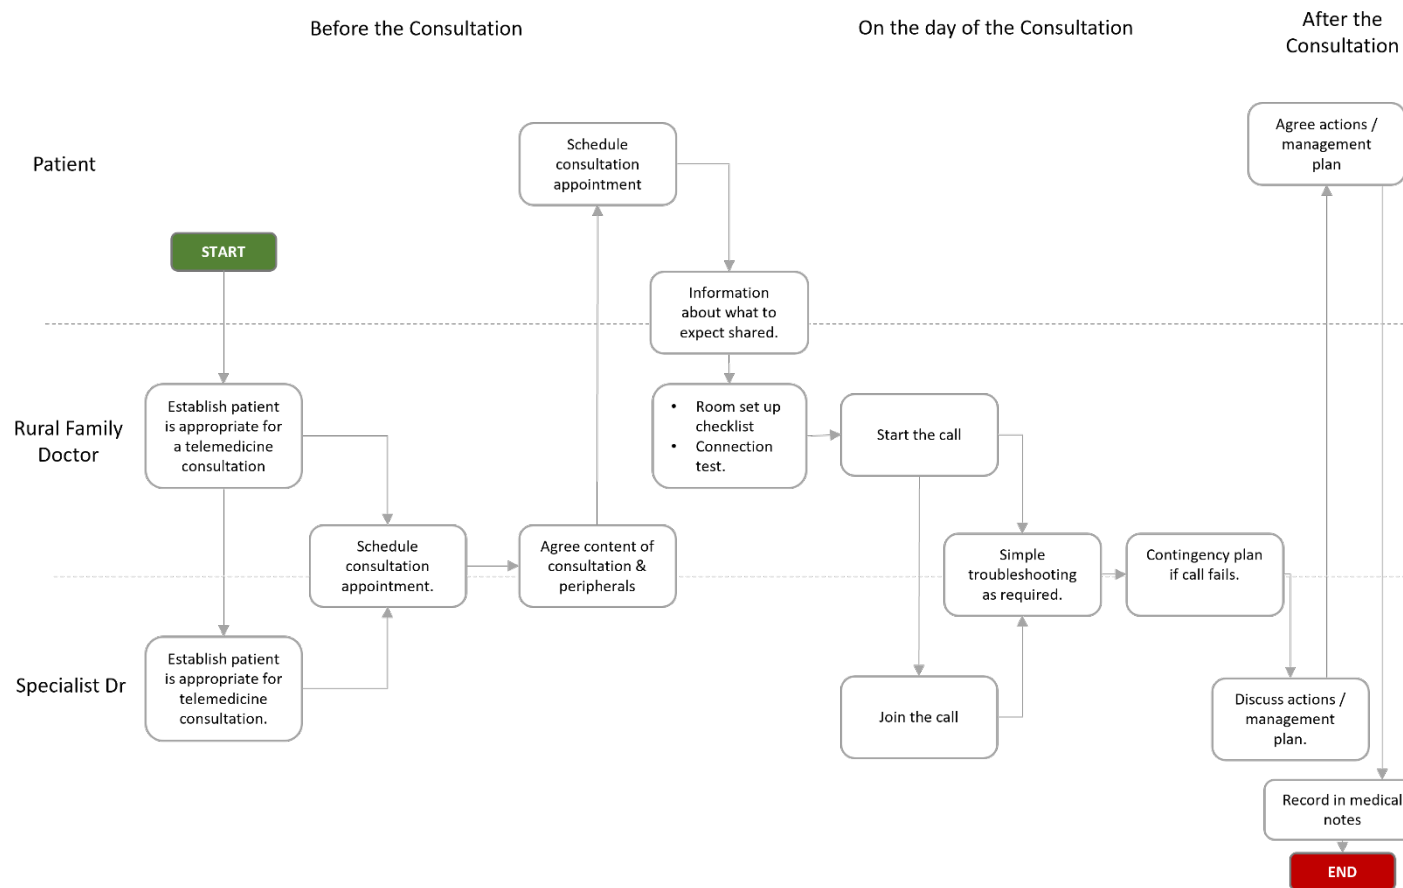 Before the Consultation
On the day of the Consultation
After the
Consultation
Patient
Schedule
consultation
appointment
Agree actions /
management
plan
START
Information
about what to
expect shared.
Rural Family
Doctor
Establish patient
is appropriate for
a telemedicine
consultation
• Room set up
checklist
• Connection
test.
Start the call
Schedule
consultation
appointment.
Agree content of
consultation &
peripherals
Simple
troubleshooting
as required.
Contingency plan
if call fails.
Specialist Dr
Establish patient
is appropriate for
telemedicine
consultation.
Join the call
Discuss actions /
management
plan.
Record in medical
notes
END